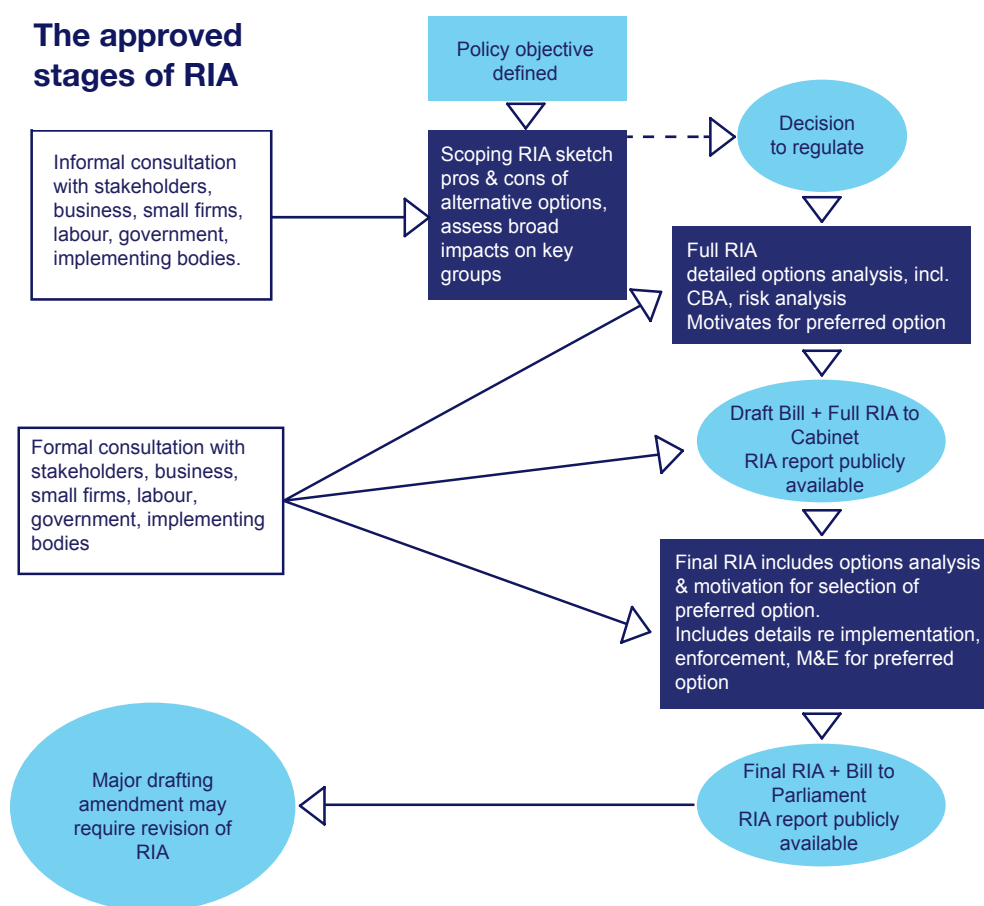 The approved
stages of RIA
Policy objective
defined
Informal consultation
with stakeholders,
business, small firms,
labour, government,
implementing bodies.
Scoping RIA sketch
pros & cons of
alternative options,
assess broad
impacts on key
groups
Decision
to regulate
Full RIA
detailed options analysis, incl.
CBA, risk analysis
Motivates for preferred option
Formal consultation with
stakeholders, business,
small firms, labour,
government, implementing
bodies
Draft Bill + Full RIA to
Cabinet
RIA report publicly
available
Final RIA includes options analysis
& motivation for selection of
preferred option.
Includes details re implementation,
enforcement, M&E for preferred
option
Major drafting
amendment may
require revision of
RIA
Final RIA + Bill to
Parliament
RIA report publicly
available